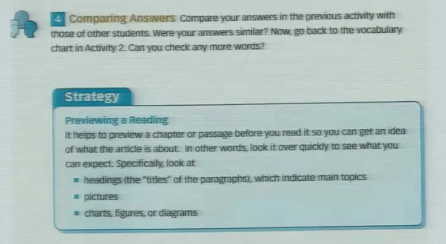 4 Comparing Answers Compare your answers in the previous activity with
those of other students. Were your answers similar? Now, go back to the vocabulary
chart in Activity 2. Can you check any more words?
Strategy
Previewing a Reading
It helps to preview a chapter or passage before you read it so you can get an idea
of what the article is about. In other words, look it over quickly to see what you
can expect. Specifically, look at
▪ headings (the "titles" of the paragraphs), which indicate main topics
▪ pictures
▪ charts, figures, or diagrams